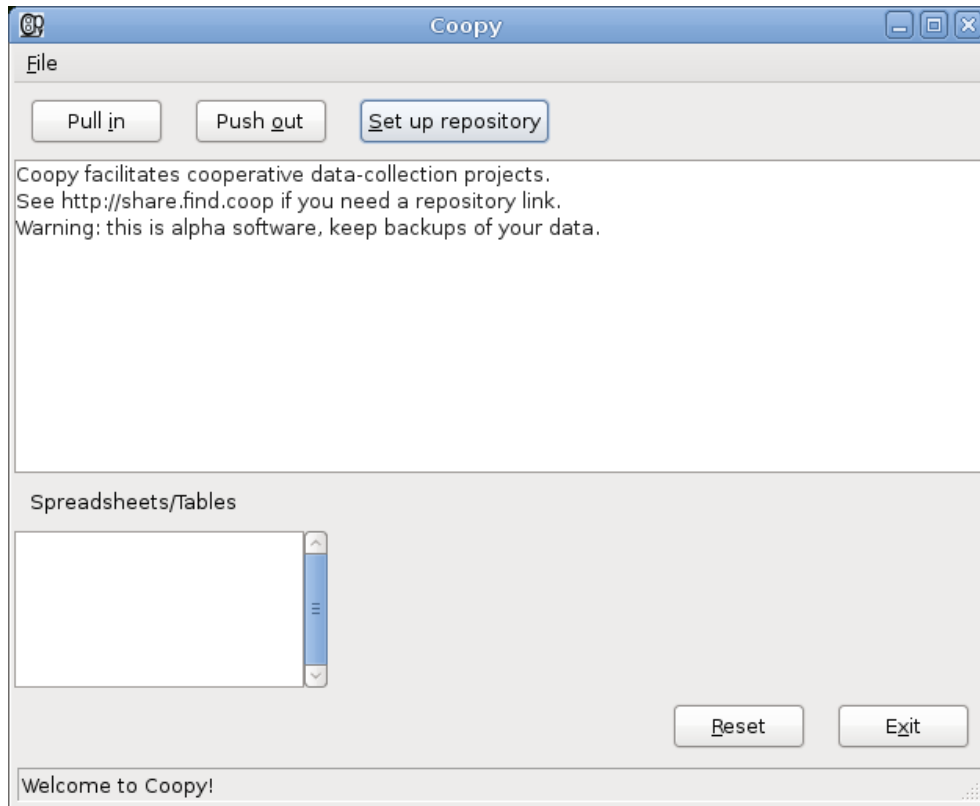 Coopy
File
Pull in
Push out
Set up repository
Coopy facilitates cooperative data-collection projects.
See http://share.find.coop if you need a repository link.
Warning: this is alpha software, keep backups of your data.
Spreadsheets/Tables
Reset
Exit
Welcome to Coopy!